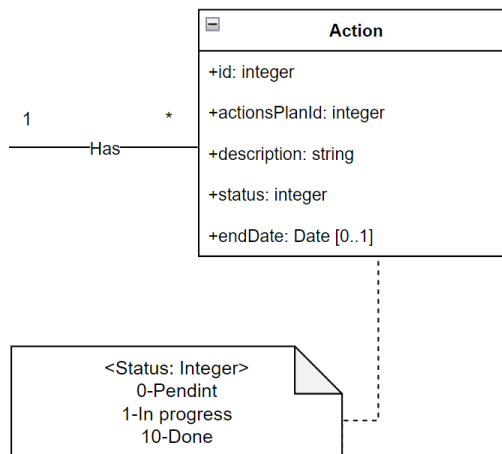 Action
+id: integer
+actionsPlanId: integer
+description: string
+status: integer
+endDate: Date [0..1]
1
*
Has
<Status: Integer>
0-Pendint
1-In progress
10-Done